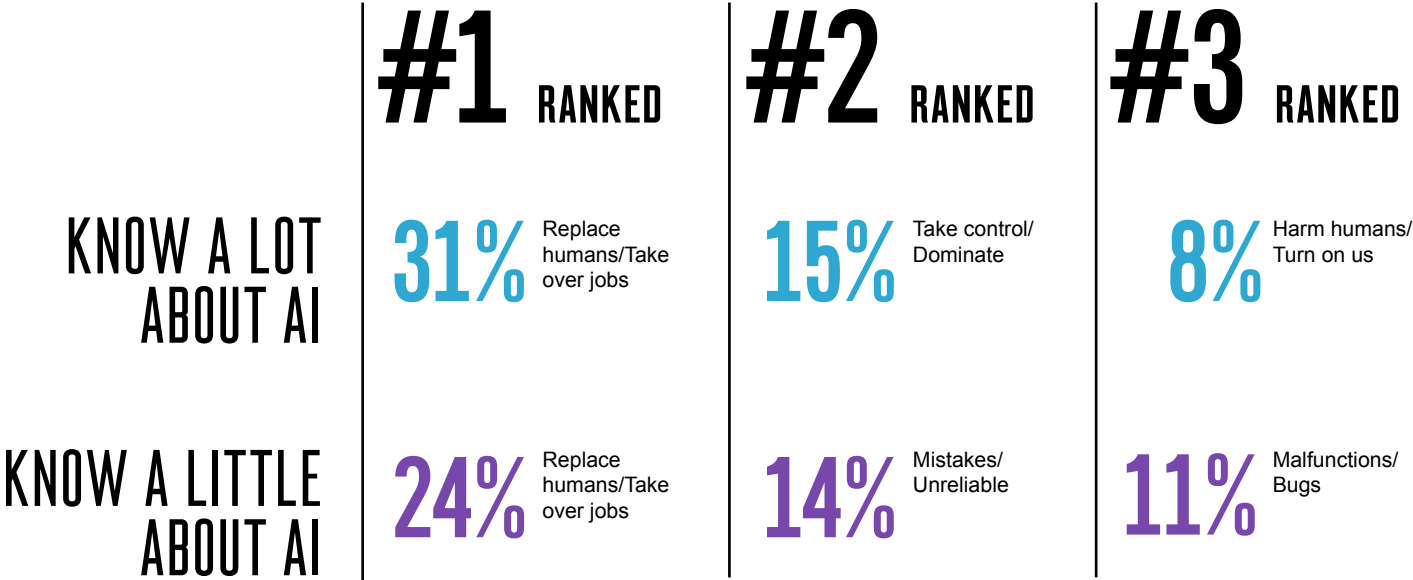 #1 RANKED
#2 RANKED
#3 RANKED
KNOW A LOT
ABOUT AI
31%
Replace
humans/Take
over jobs
15%
Take control/
Dominate
8%
Harm humans/
Turn on us
KNOW A LITTLE
ABOUT AI
24%
Replace
humans/Take
over jobs
14%
Mistakes/
Unreliable
11%
Malfunctions/
Bugs